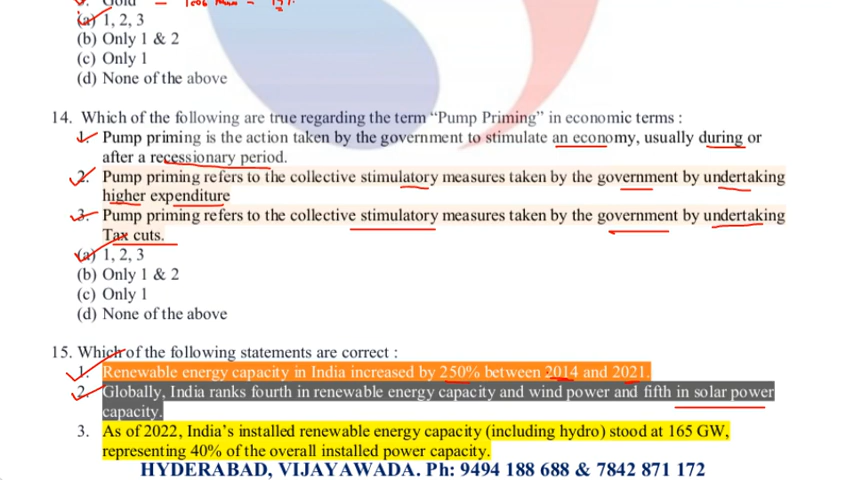 (a) 1, 2, 3
(b) Only 1 & 2
(c) Only 1
(d) None of the above
14. Which of the following are true regarding the term “Pump Priming” in economic terms :
1. Pump priming is the action taken by the government to stimulate an economy, usually during or
after a recessionary period.
2. Pump priming refers to the collective stimulatory measures taken by the government by undertaking
higher expenditure
3. Pump priming refers to the collective stimulatory measures taken by the government by undertaking
Tax cuts.
(a) 1, 2, 3
(b) Only 1 & 2
(c) Only 1
(d) None of the above
15. Which of the following statements are correct :
1. Renewable energy capacity in India increased by 250% between 2014 and 2021.
2. Globally, India ranks fourth in renewable energy capacity and wind power and fifth in solar power
capacity.
3. As of 2022, India’s installed renewable energy capacity (including hydro) stood at 165 GW,
representing 40% of the overall installed power capacity.
HYDERABAD, VIJAYAWADA. Ph: 9494 188 688 & 7842 871 172